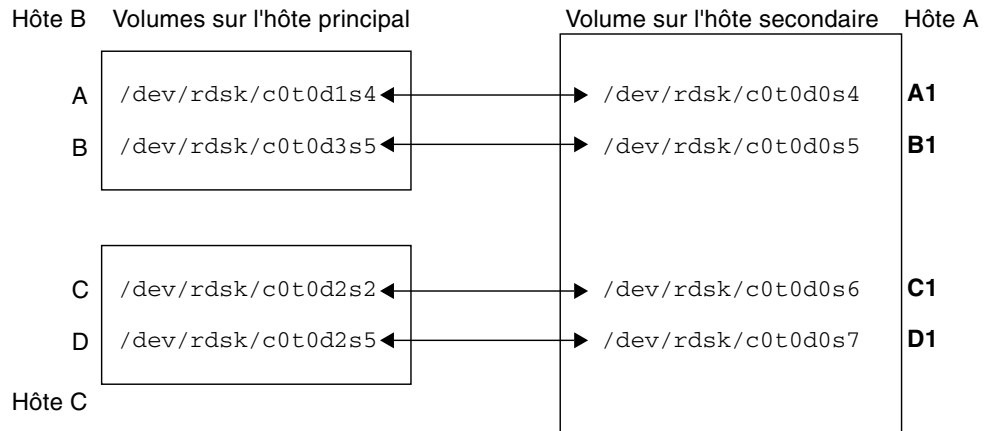 Hôte B Volumes sur l'hôte principal Volume sur l'hôte secondaire Hôte A
A /dev/rdsk/c0t0d1s4 /dev/rdsk/c0t0d0s4 A1
B /dev/rdsk/c0t0d3s5 /dev/rdsk/c0t0d0s5 B1
C /dev/rdsk/c0t0d2s2 /dev/rdsk/c0t0d0s6 C1
D /dev/rdsk/c0t0d2s5 /dev/rdsk/c0t0d0s7 D1
Hôte C